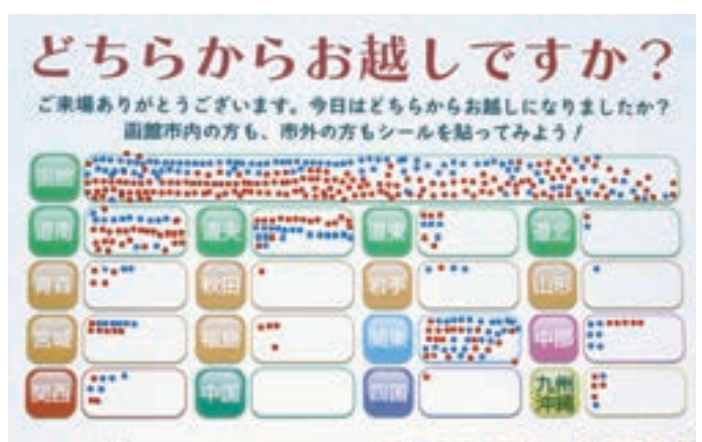 どちらからお越しですか?
ご来場ありがとうございます。今日はどちらからお越しになりましたか?
函館市内の方も、市外の方もシールを貼ってみよう!
函館
道南
道央
道東
道北
青森
秋田
岩手
山形
宮城
福島
関東
中部
関西
中国
四国
九州
沖縄